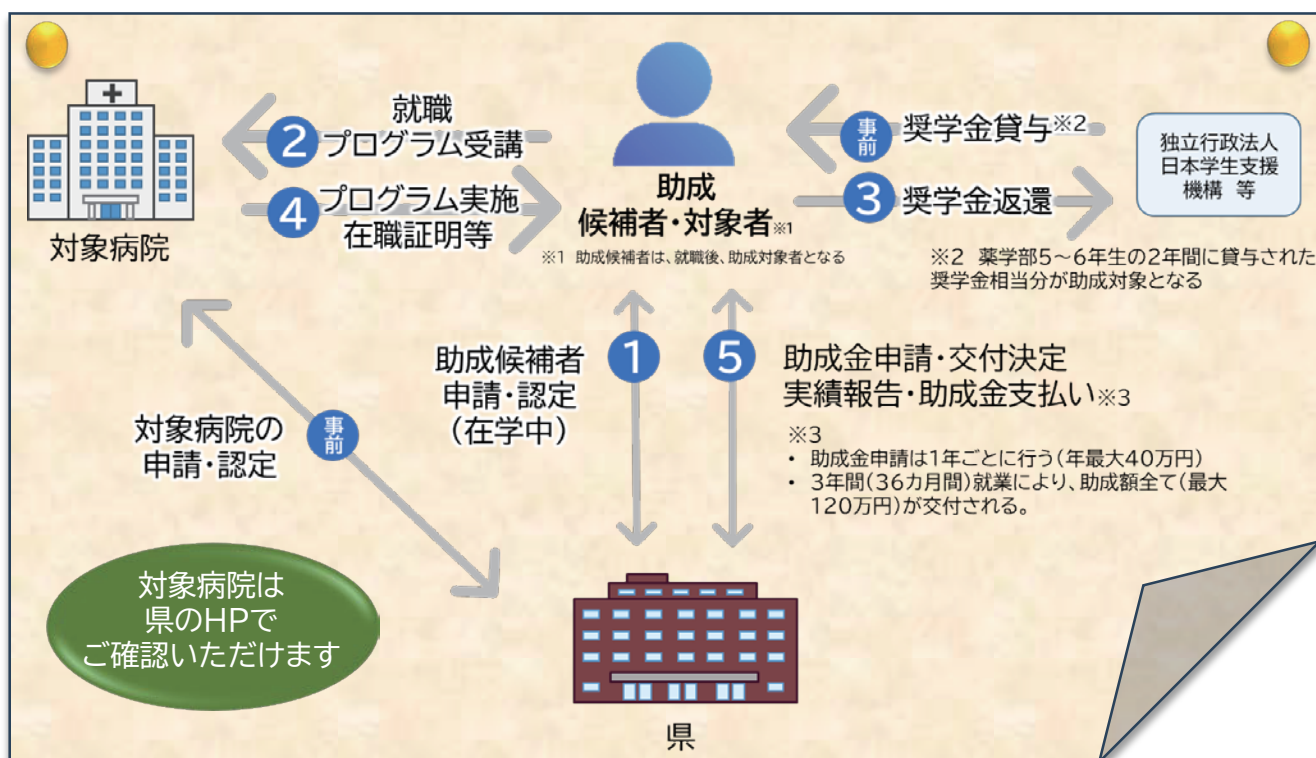 就職
2 プログラム受講
4 プログラム実施
在職証明等
対象病院
助成
候補者・対象者※1
※1 助成候補者は、就職後、助成対象者となる
事前 奨学金貸与※2
3 奨学金返還
独立行政法人
日本学生支援
機構 等
※2 薬学部5～6年生の2年間に貸与された
奨学金相当分が助成対象となる
対象病院の
申請・認定
事前
助成候補者
申請・認定
（在学中）
1
5
助成金申請・交付決定
実績報告・助成金支払い※3
※3
・ 助成金申請は1年ごとに行う（年最大40万円）
・ 3年間（36カ月間）就業により、助成額全て（最大
120万円）が交付される。
対象病院は
県のHPで
ご確認いただけます
県